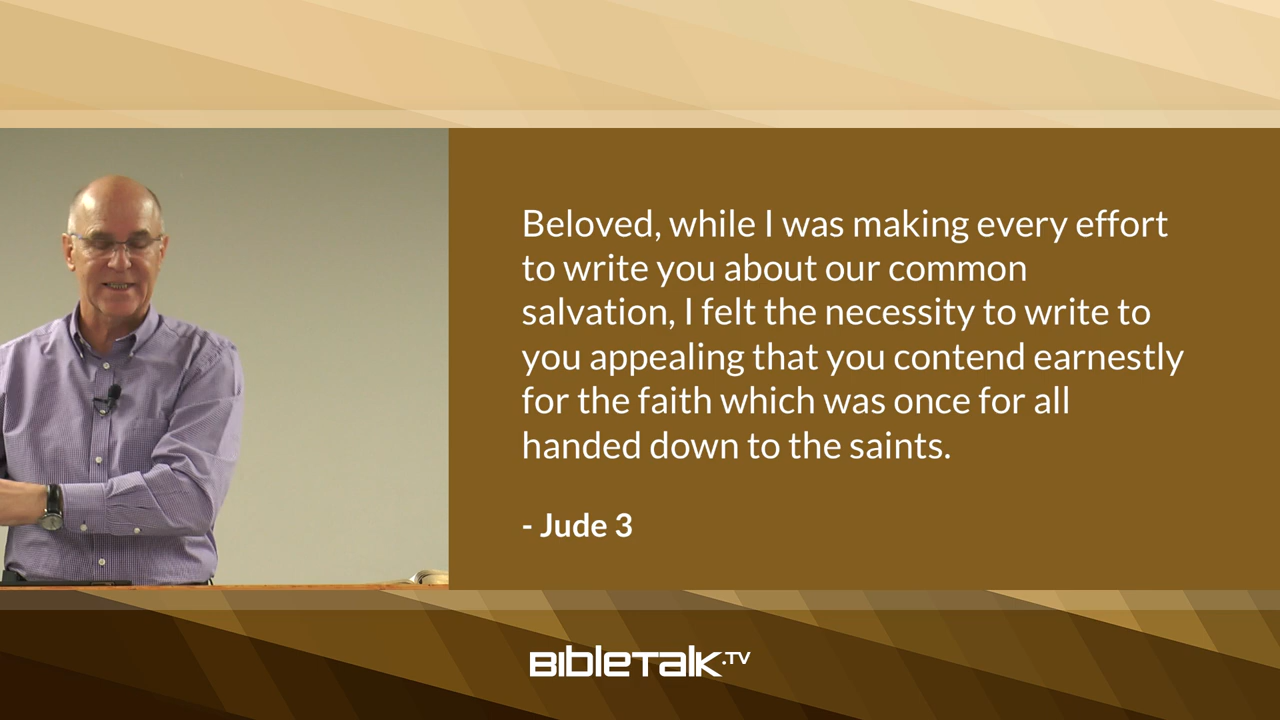 Beloved, while I was making every effort
to write you about our common
salvation, I felt the necessity to write to
you appealing that you contend earnestly
for the faith which was once for all
handed down to the saints.
- Jude 3
BIBLETALK.TV